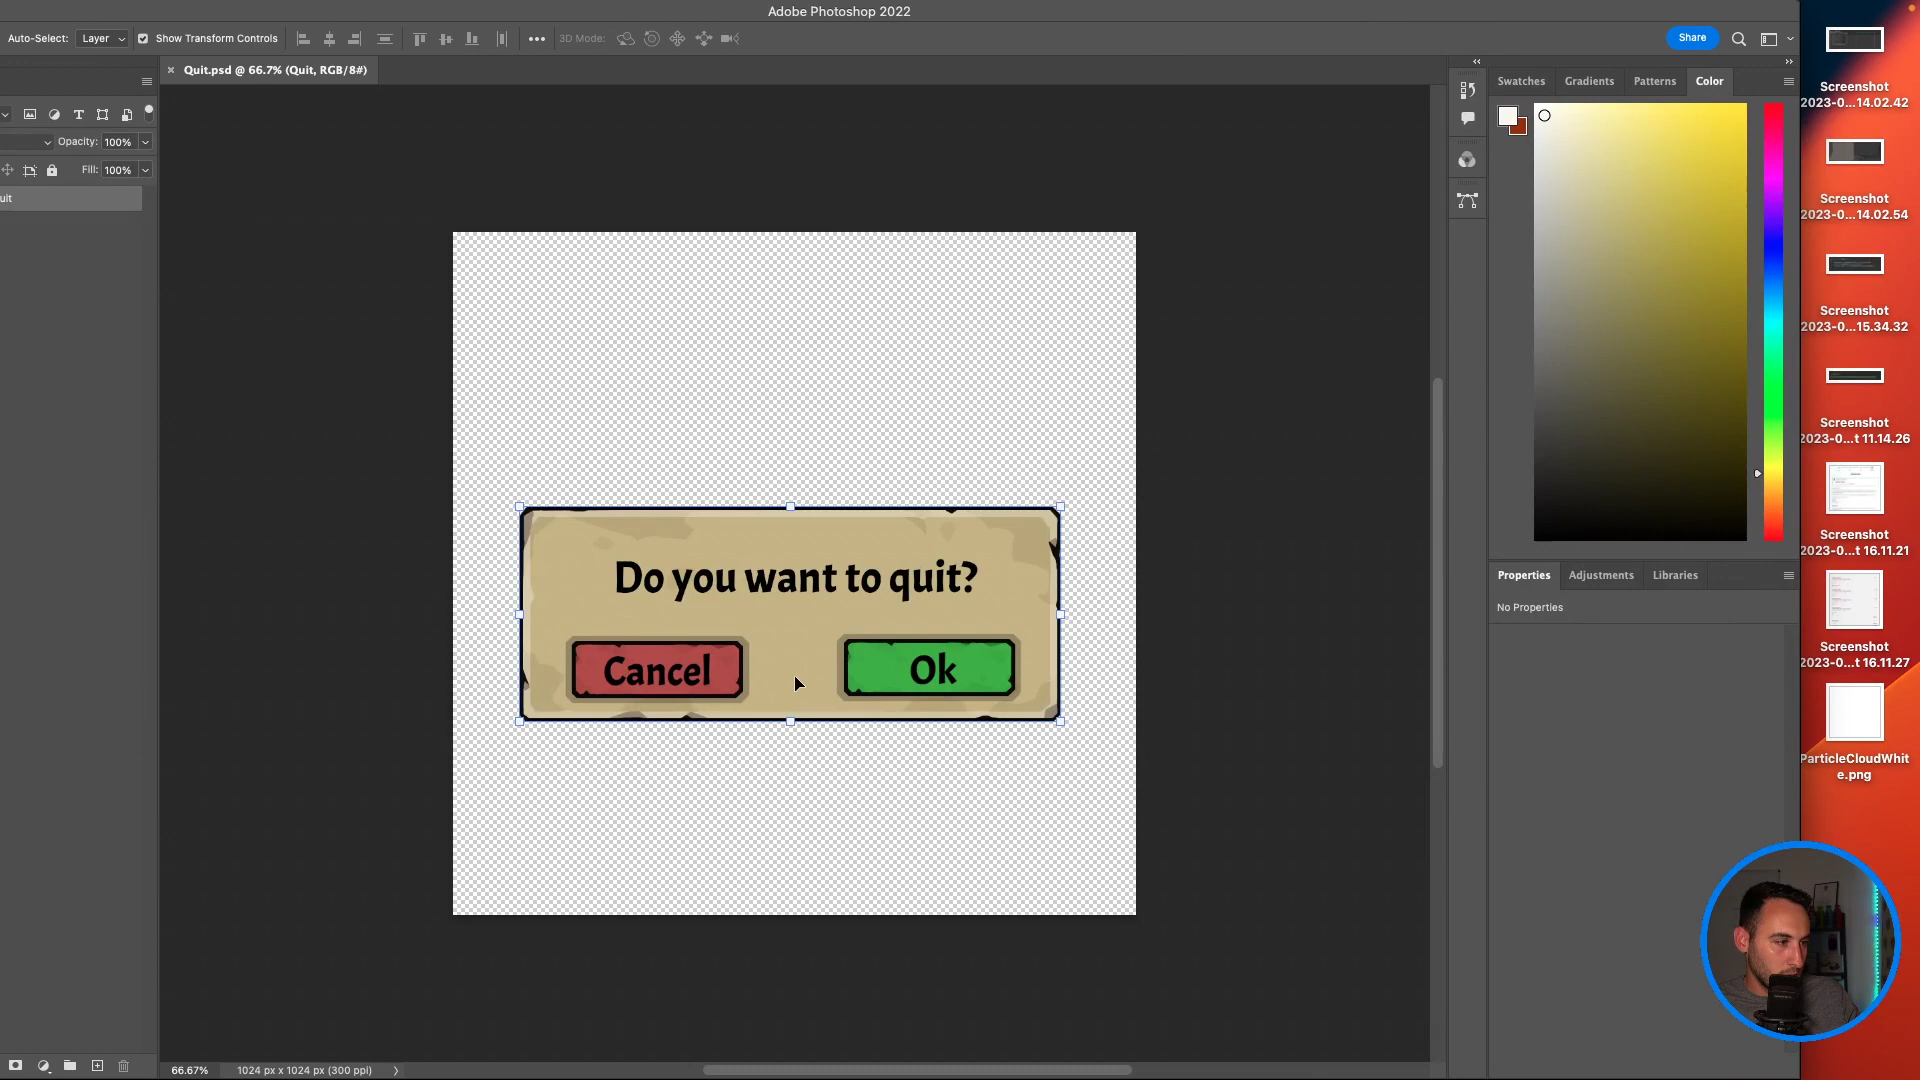 Adobe Photoshop 2022
Auto-Select: Layer Show Transform Controls 3D Mode: Share
Quit.psd @ 66.7% (Quit, RGB/8#)
Swatches Gradients Patterns Color
Opacity: 100%
Fill: 100%
uit
Do you want to quit?
Cancel Ok
Properties Adjustments Libraries
No Properties
66.67% 1024 px x 1024 px (300 ppi)
Screenshot
2023-0...14.02.42
Screenshot
2023-0...14.02.54
Screenshot
2023-0...15.34.32
Screenshot
2023-0...t 11.14.26
Screenshot
2023-0...t 16.11.21
Screenshot
2023-0...t 16.11.27
ParticleCloudWhit
e.png